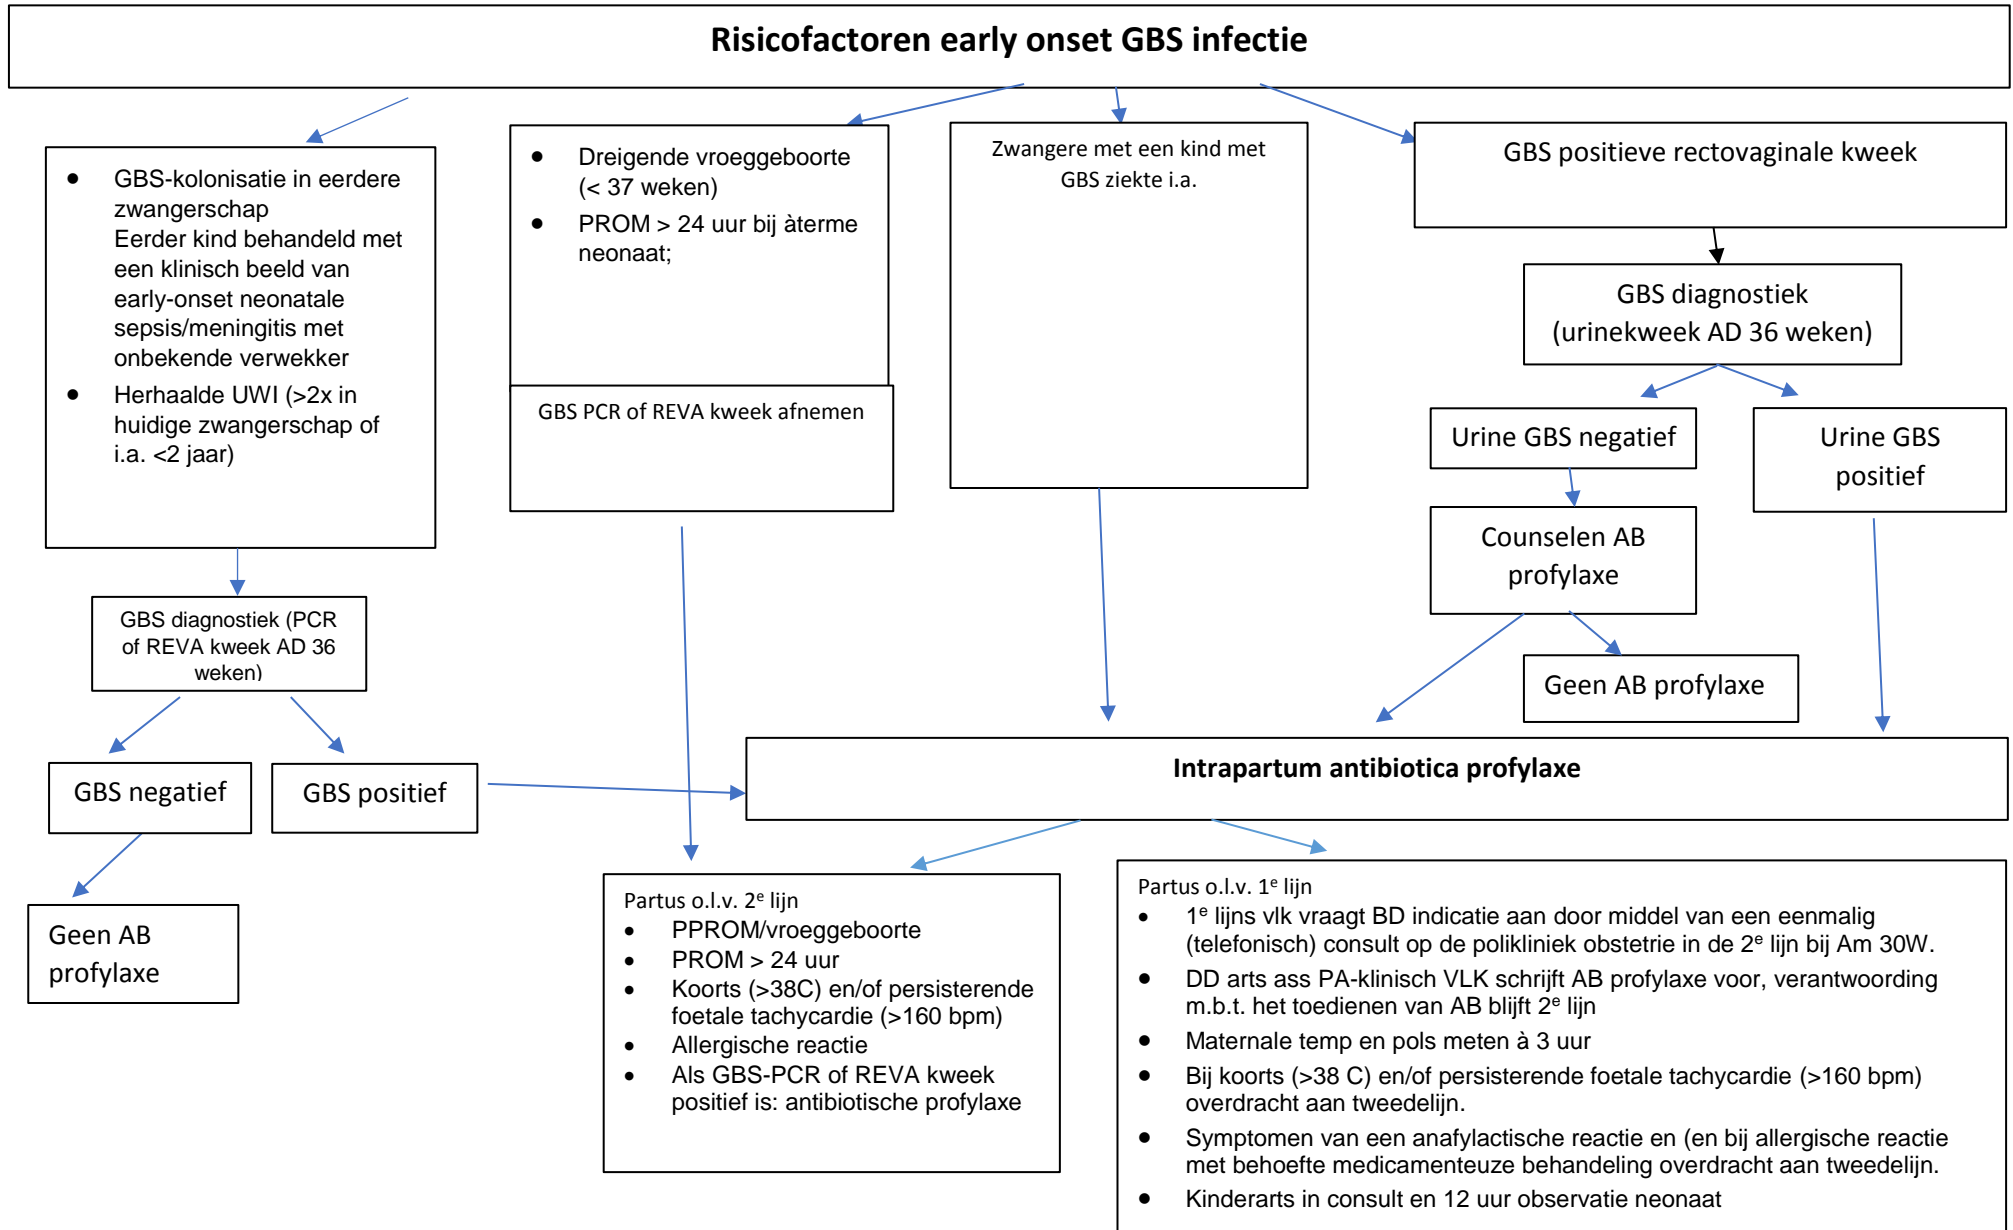 Risicofactoren early onset GBS infectie
• GBS-kolonisatie in eerdere
zwangerschap
Eerder kind behandeld met
een klinisch beeld van
early-onset neonatale
sepsis/meningitis met
onbekende verwekker
• Herhaalde UWI (>2x in
huidige zwangerschap of
i.a. <2 jaar)
• Dreigende vroeggeboorte
(< 37 weken)
• PROM > 24 uur bij àterme
neonaat;
GBS PCR of REVA kweek afnemen
Zwangere met een kind met
GBS ziekte i.a.
GBS positieve rectovaginale kweek
GBS diagnostiek
(urinekweek AD 36 weken)
Urine GBS negatief
Urine GBS
positief
Counselen AB
profylaxe
Geen AB profylaxe
GBS diagnostiek (PCR
of REVA kweek AD 36
weken)
GBS negatief
GBS positief
Geen AB
profylaxe
Intrapartum antibiotica profylaxe
Partus o.l.v. 2e lijn
• PPROM/vroeggeboorte
• PROM > 24 uur
• Koorts (>38C) en/of persisterende
foetale tachycardie (>160 bpm)
• Allergische reactie
• Als GBS-PCR of REVA kweek
positief is: antibiotische profylaxe
Partus o.l.v. 1e lijn
• 1e lijns vlk vraagt BD indicatie aan door middel van een eenmalig
(telefonisch) consult op de polikliniek obstetrie in de 2e lijn bij Am 30W.
• DD arts ass PA-klinisch VLK schrijft AB profylaxe voor, verantwoording
m.b.t. het toedienen van AB blijft 2e lijn
• Maternale temp en pols meten à 3 uur
• Bij koorts (>38 C) en/of persisterende foetale tachycardie (>160 bpm)
overdracht aan tweedelijn.
• Symptomen van een anafylactische reactie en (en bij allergische reactie
met behoefte medicamenteuze behandeling overdracht aan tweedelijn.
• Kinderarts in consult en 12 uur observatie neonaat